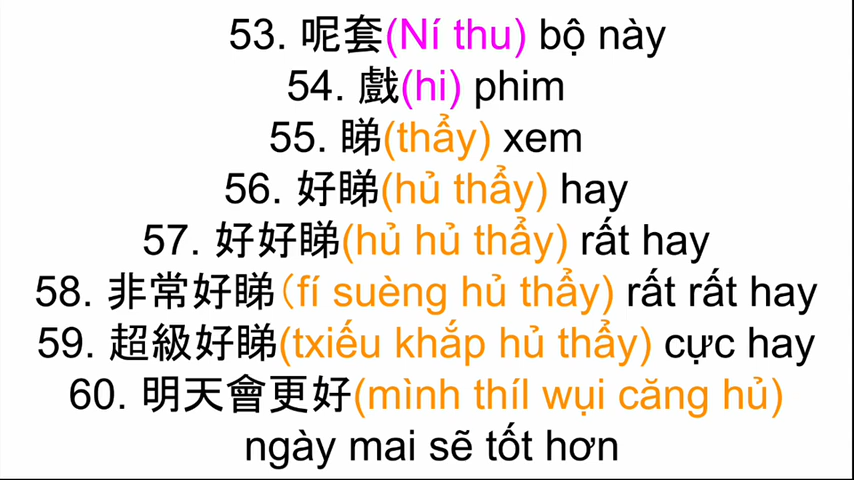 53. 呢套(Ní thu) bộ này
54. 戲(hi) phim
55. 睇(thẩy) xem
56. 好睇(hủ thẩy) hay
57. 好好睇(hủ hủ thẩy) rất hay
58. 非常好睇（fí suèng hủ thẩy) rất rất hay
59. 超級好睇(txiếu khắp hủ thẩy) cực hay
60. 明天會更好(mình thíl wụi căng hủ)
ngày mai sẽ tốt hơn